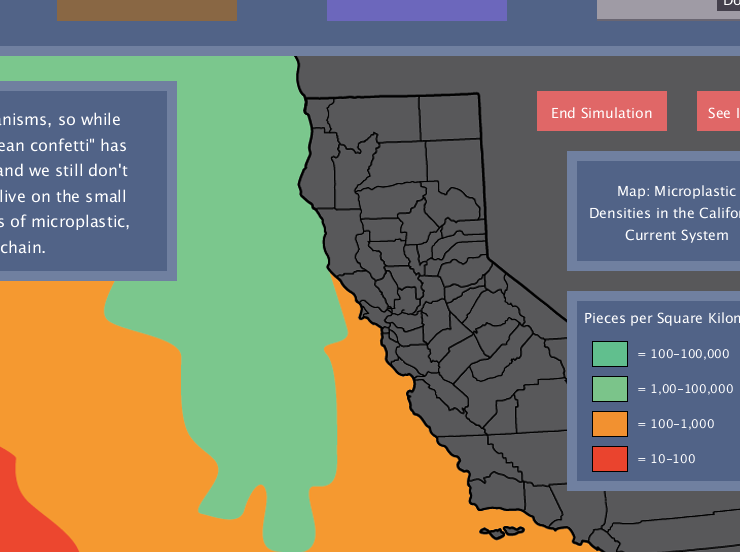 Do
anisms, so while
ean confetti" has
and we still don't
live on the small
s of microplastic,
chain.
End Simulation
See I
Map: Microplastic
Densities in the Califor
Current System
Pieces per Square Kilom
= 100-100,000
= 1,00-100,000
= 100-1,000
= 10-100